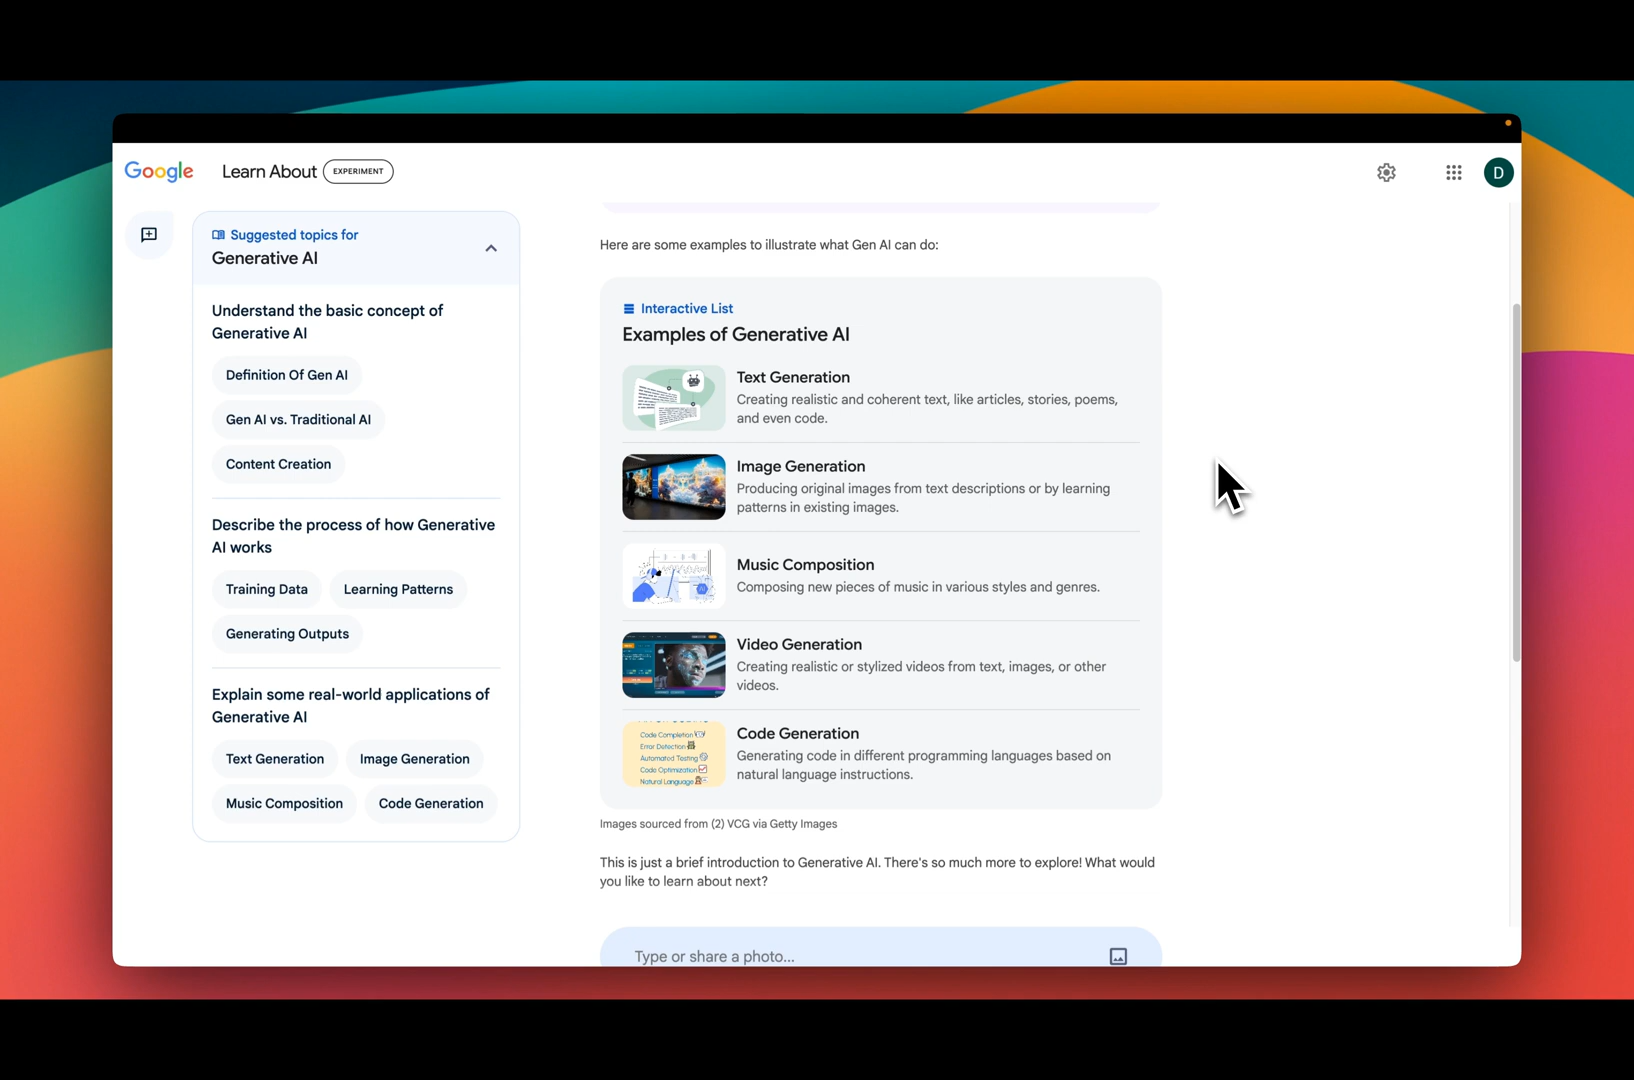 Google
Learn About EXPERIMENT
D
Suggested topics for
Generative AI
Understand the basic concept of
Generative AI
Definition Of Gen AI
Gen AI vs. Traditional AI
Content Creation
Describe the process of how Generative
AI works
Training Data Learning Patterns
Generating Outputs
Explain some real-world applications of
Generative AI
Text Generation Image Generation
Music Composition Code Generation
Here are some examples to illustrate what Gen AI can do:
Interactive List
Examples of Generative AI
Text Generation
Creating realistic and coherent text, like articles, stories, poems,
and even code.
Image Generation
Producing original images from text descriptions or by learning
patterns in existing images.
Music Composition
Composing new pieces of music in various styles and genres.
Video Generation
Creating realistic or stylized videos from text, images, or other
videos.
Code Completion
Error Detection
Automated Testing
Code Optimization
Natural Language
Code Generation
Generating code in different programming languages based on
natural language instructions.
Images sourced from (2) VCG via Getty Images
This is just a brief introduction to Generative AI. There's so much more to explore! What would
you like to learn about next?
Type or share a photo...